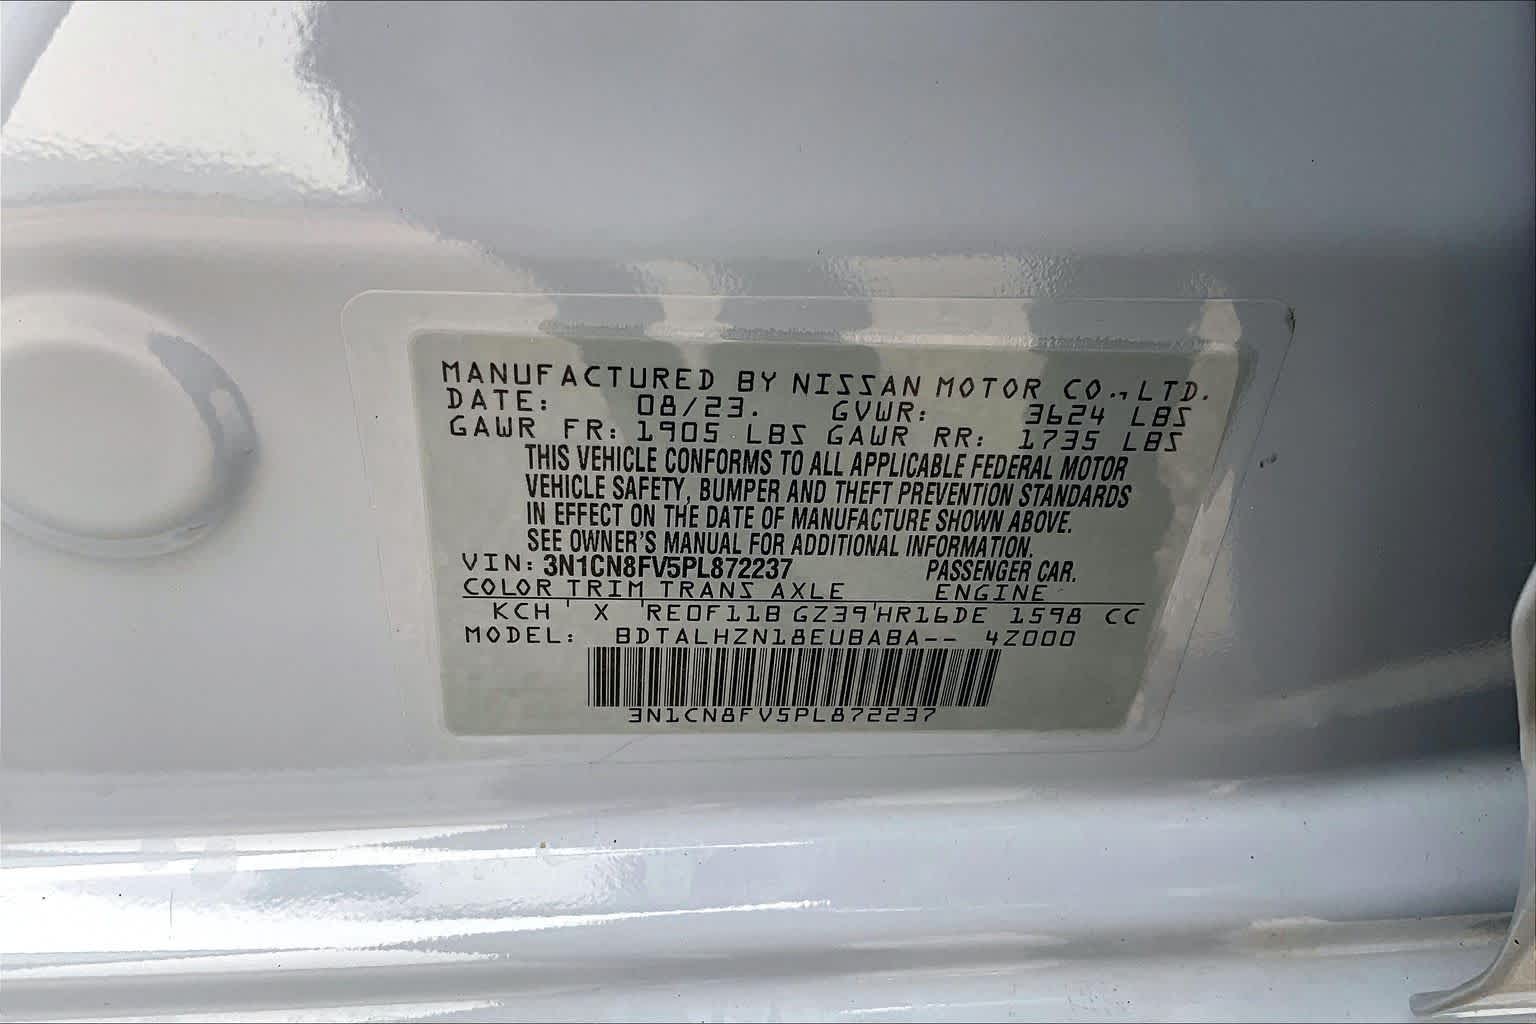 MANUFACTURED BY NISSAN MOTOR CO.,LTD.
DATE: 08/23. GVWR: 3624 LBS
GAWR FR: 1905 LBS GAWR RR: 1735 LBS
THIS VEHICLE CONFORMS TO ALL APPLICABLE FEDERAL MOTOR
VEHICLE SAFETY, BUMPER AND THEFT PREVENTION STANDARDS
IN EFFECT ON THE DATE OF MANUFACTURE SHOWN ABOVE.
SEE OWNER'S MANUAL FOR ADDITIONAL INFORMATION.
VIN: 3N1CN8FV5PL872237 PASSENGER CAR.
COLOR TRIM TRANS AXLE ENGINE
KCH ' X 'RE0F11B GZ39'HR16DE 1598 CC
MODEL: BDTALHZN18EUBABA-- 4Z000
3N1CN8FV5PL872237